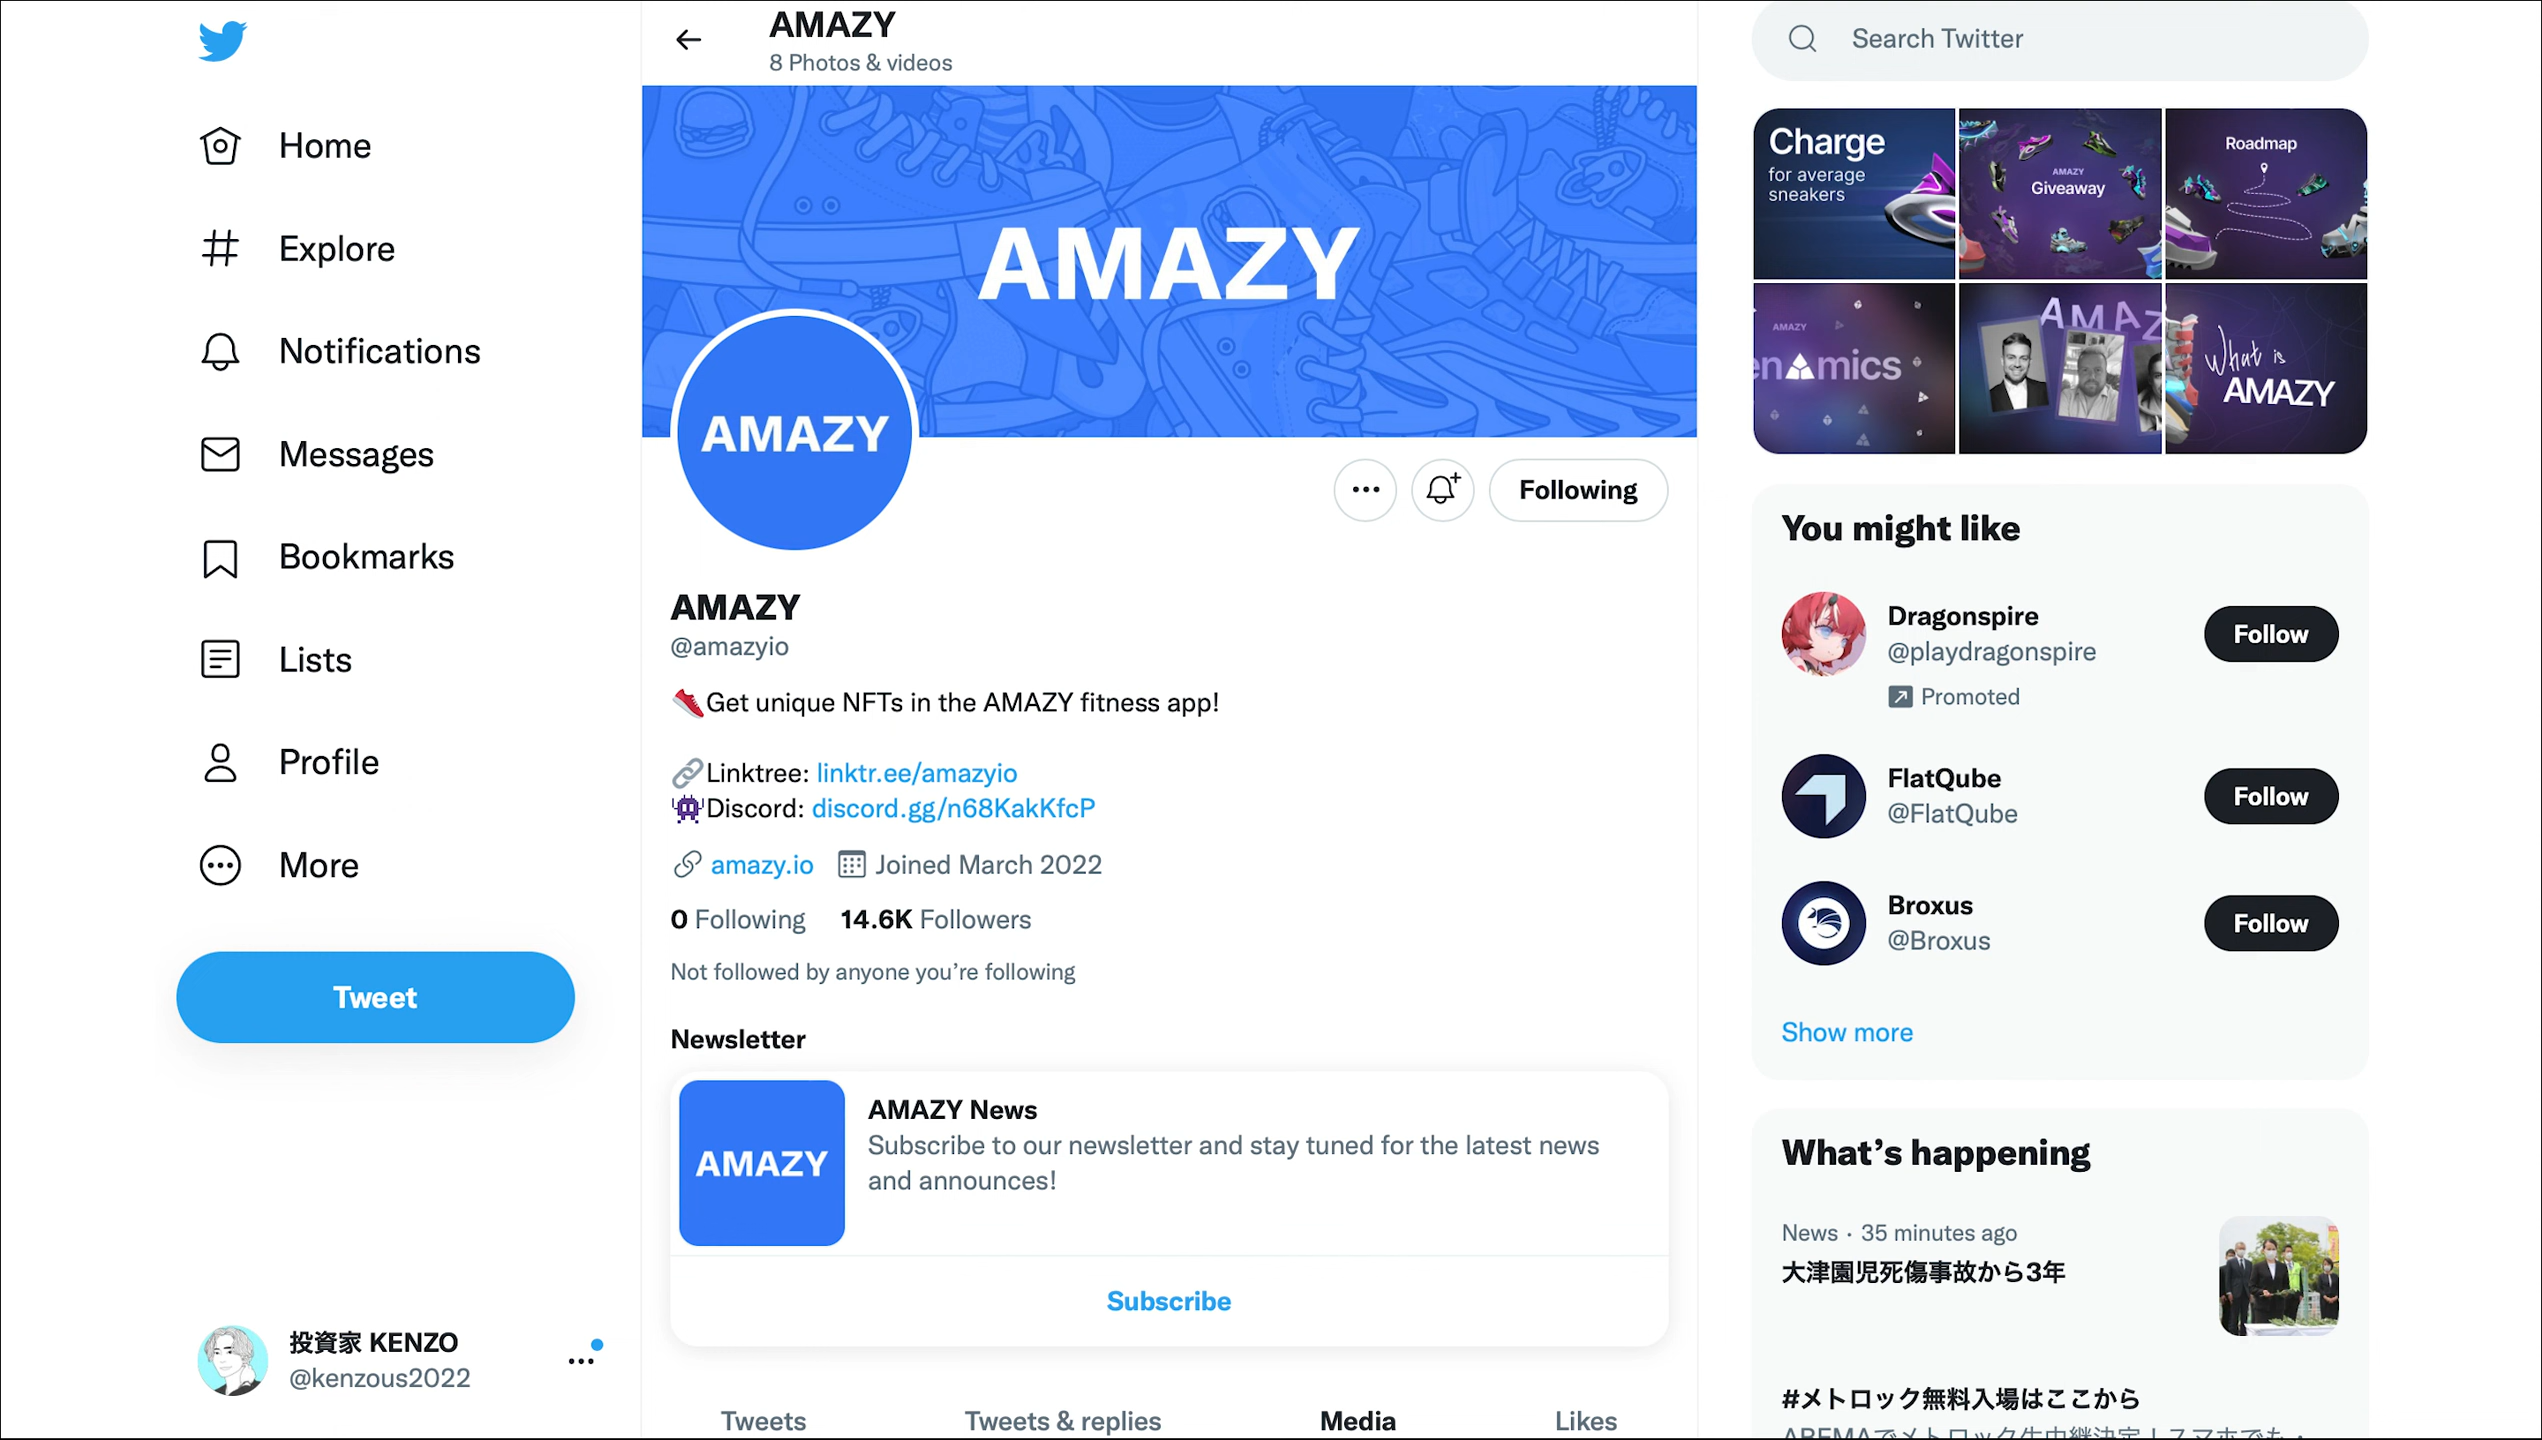 Home
Explore
Notifications
Messages
Bookmarks
Lists
Profile
More
Tweet
投資家 KENZO
@kenzous2022
AMAZY
8 Photos & videos
AMAZY
AMAZY
Following
AMAZY
@amazyio
Get unique NFTs in the AMAZY fitness app!
Linktree: linktr.ee/amazyio
Discord: discord.gg/n68KakKfcP
amazy.io Joined March 2022
0 Following 14.6K Followers
Not followed by anyone you’re following
Newsletter
AMAZY
AMAZY News
Subscribe to our newsletter and stay tuned for the latest news
and announces!
Subscribe
Tweets Tweets & replies Media Likes
Search Twitter
Charge
for average
sneakers
AMAZY
Giveaway
Roadmap
AMAZY
enomics
AMAZ
What is
AMAZY
You might like
Dragonspire
@playdragonspire
Promoted
Follow
FlatQube
@FlatQube
Follow
Broxus
@Broxus
Follow
Show more
What’s happening
News · 35 minutes ago
大津園児死傷事故から3年
#メトロック無料入場はここから